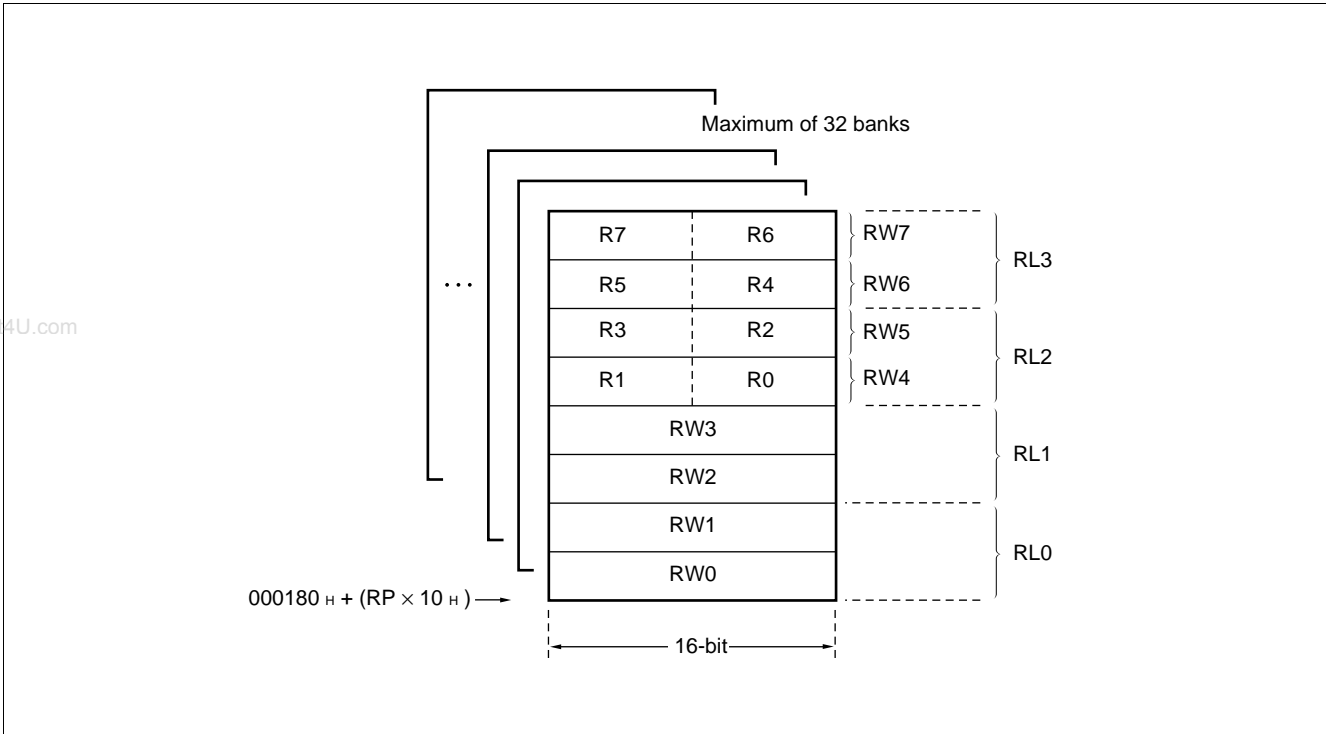 Maximum of 32 banks
R7 R6 RW7
RL3
. . . R5 R4 RW6
4U.com
R3 R2 RW5
RL2
R1 R0 RW4
RW3
RL1
RW2
RW1
RL0
RW0
000180 H + (RP × 10 H )
16-bit